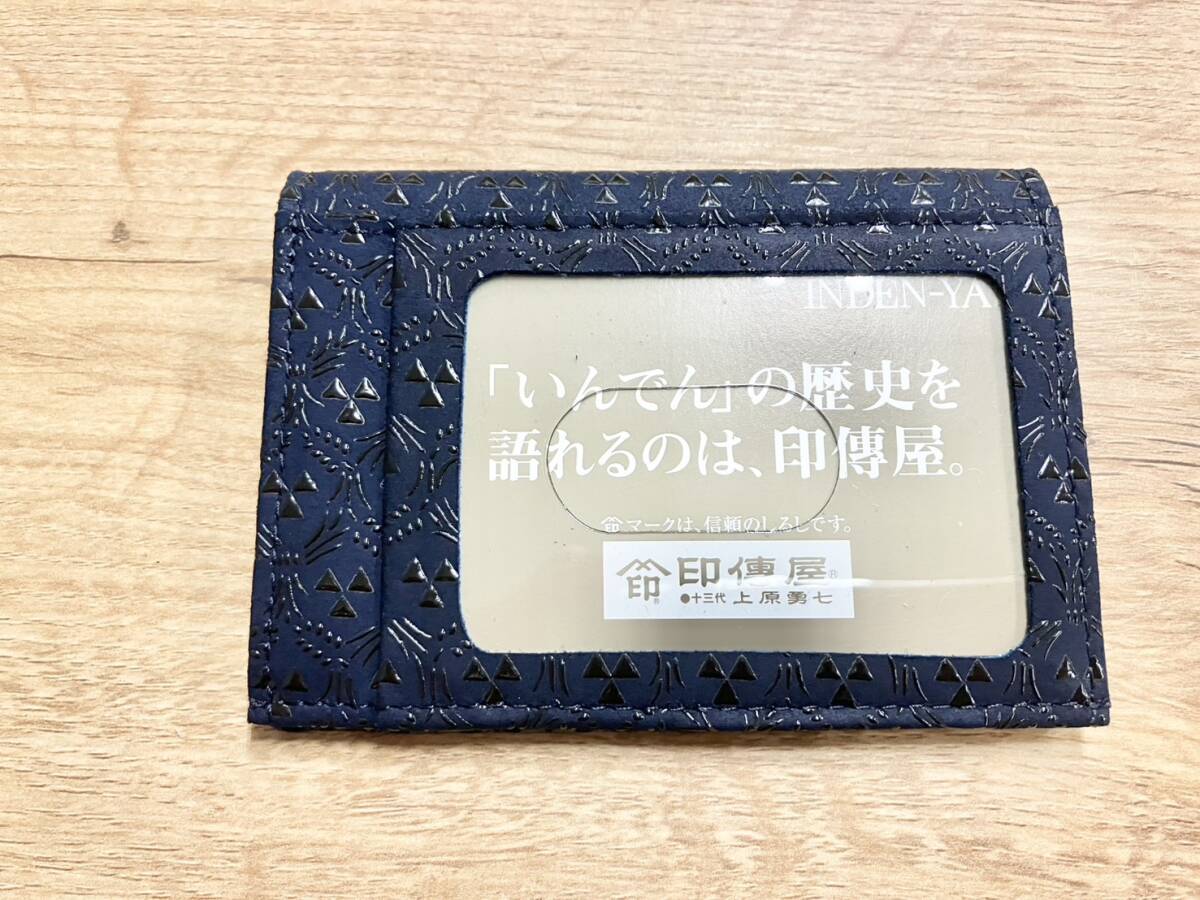 INDEN-YA
「いんでん」の歴史を
語れるのは、印傳屋。
印マークは、信頼のしるしです。
印 印傳屋®
®
●十三代 上原勇七